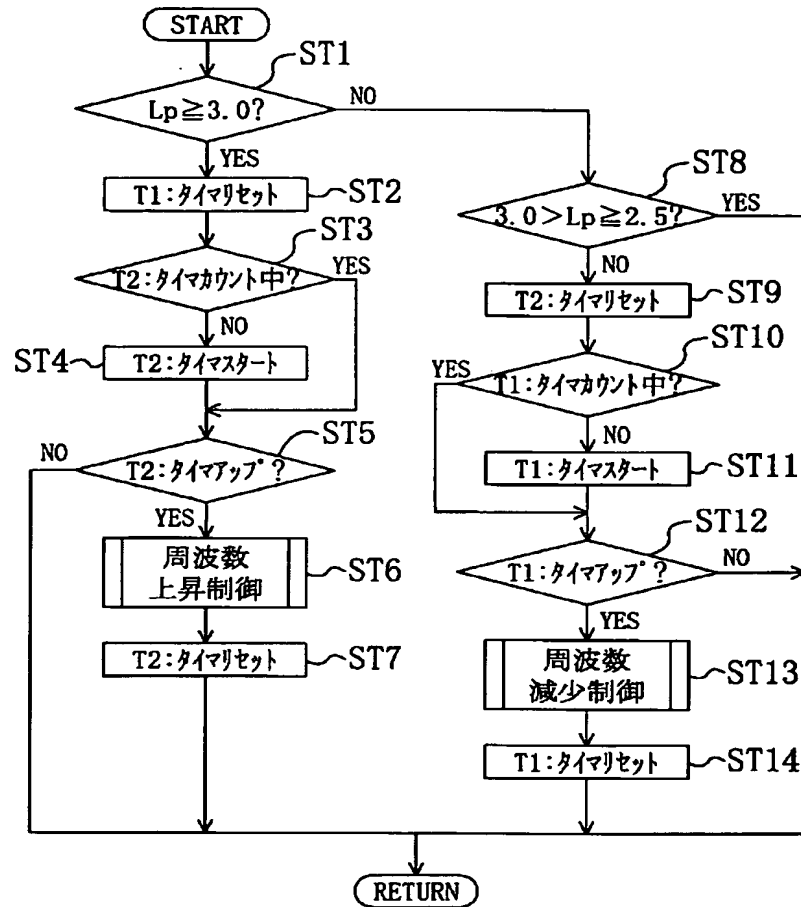 START
ST1
Lp≧3.0?
NO
YES
T1:タイマリセット
ST2
ST3
T2:タイマカウント中?
YES
NO
ST4
T2:タイマスタート
ST5
NO
T2:タイマアップ?
YES
周波数
上昇制御
ST6
T2:タイマリセット
ST7
ST8
3.0>Lp≧2.5?
YES
NO
T2:タイマリセット
ST9
ST10
YES
T1:タイマカウント中?
NO
T1:タイマスタート
ST11
ST12
T1:タイマアップ?
NO
YES
周波数
減少制御
ST13
T1:タイマリセット
ST14
RETURN